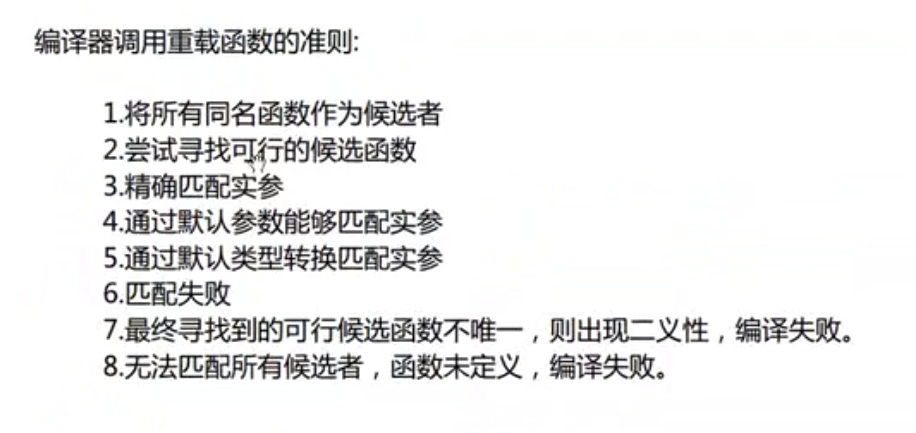 编译器调用重载函数的准则:
1.将所有同名函数作为候选者
2.尝试寻找可行的候选函数
3.精确匹配实参
4.通过默认参数能够匹配实参
5.通过默认类型转换匹配实参
6.匹配失败
7.最终寻找到的可行候选函数不唯一，则出现二义性，编译失败。
8.无法匹配所有候选者，函数未定义，编译失败。